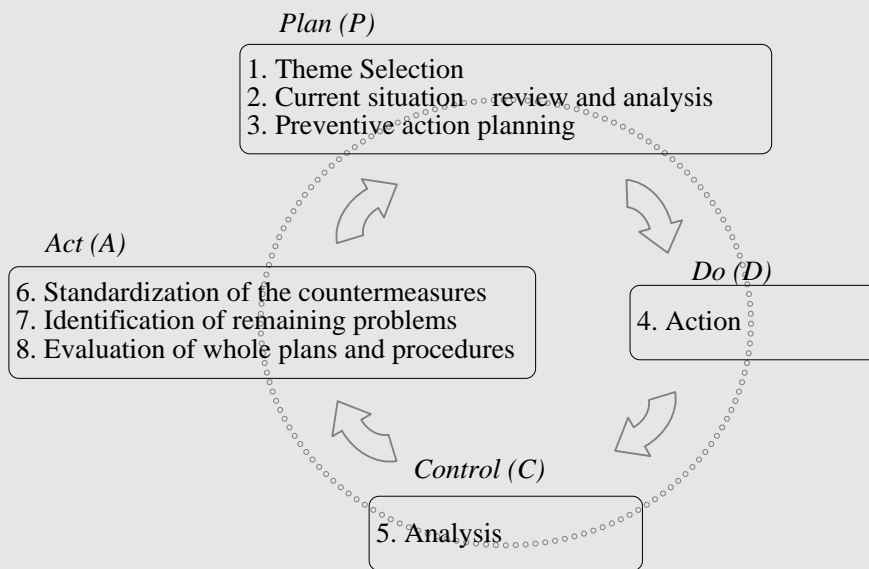 Plan (P)
1. Theme Selection
2. Current situation review and analysis
3. Preventive action planning
Do (D)
4. Action
Control (C)
5. Analysis
Act (A)
6. Standardization of the countermeasures
7. Identification of remaining problems
8. Evaluation of whole plans and procedures